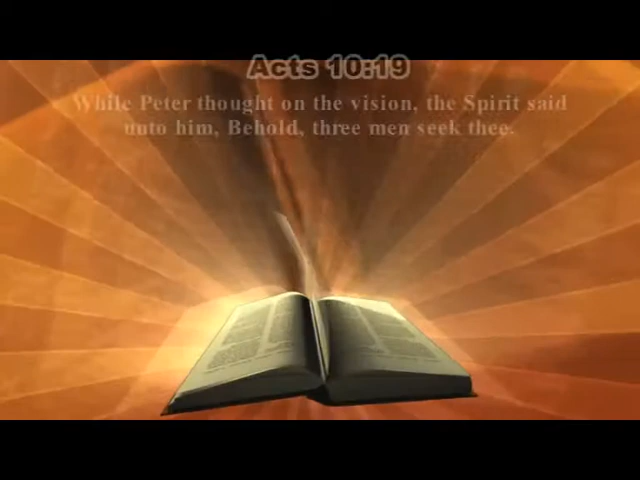 Acts 10:19
While Peter thought on the vision, the Spirit said
unto him, Behold, three men seek thee.